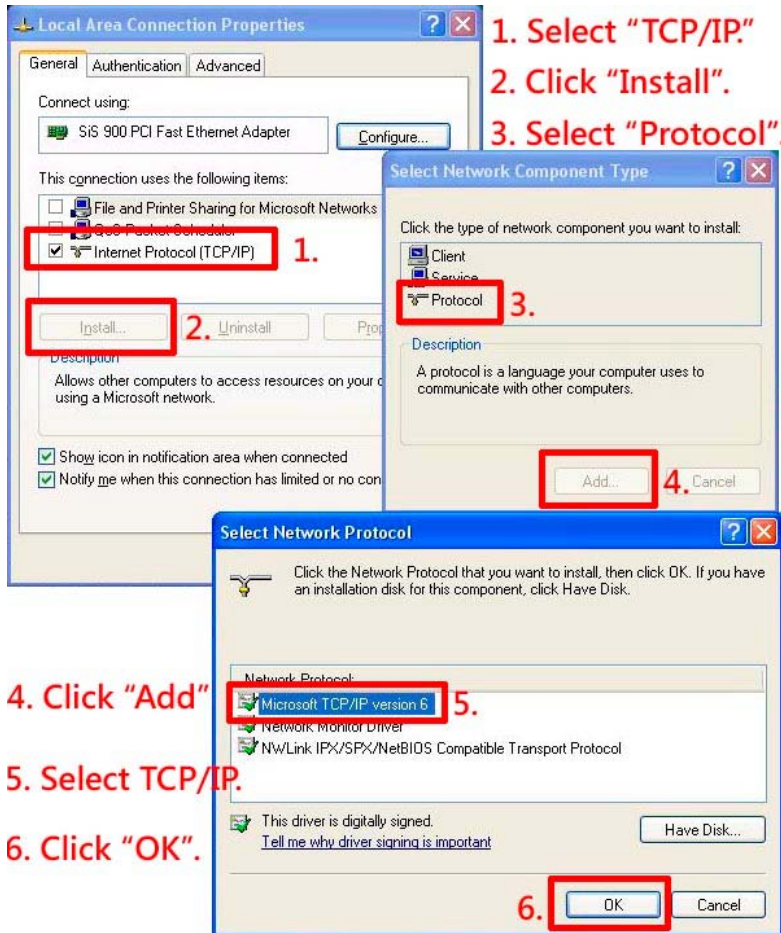 Local Area Connection Properties
General Authentication Advanced
Connect using:
SiS 900 PCI Fast Ethernet Adapter
Configure...
This connection uses the following items:
File and Printer Sharing for Microsoft Networks
QoS Packet Scheduler
Internet Protocol (TCP/IP)
1.
Install...
2.
Uninstall
Prop
Description
Allows other computers to access resources on your c
using a Microsoft network.
Show icon in notification area when connected
Notify me when this connection has limited or no con
1. Select “TCP/IP.”
2. Click “Install”.
3. Select “Protocol”.
Select Network Component Type
Click the type of network component you want to install:
Client
Service
Protocol
3.
Description
A protocol is a language your computer uses to
communicate with other computers.
Add...
4.
Cancel
Select Network Protocol
Click the Network Protocol that you want to install, then click OK. If you have
an installation disk for this component, click Have Disk.
Network Protocol:
Microsoft TCP/IP version 6
5.
Network Monitor Driver
NWLink IPX/SPX/NetBIOS Compatible Transport Protocol
This driver is digitally signed.
Tell me why driver signing is important
Have Disk...
6.
OK
Cancel
4. Click “Add”
5. Select TCP/IP.
6. Click “OK”.